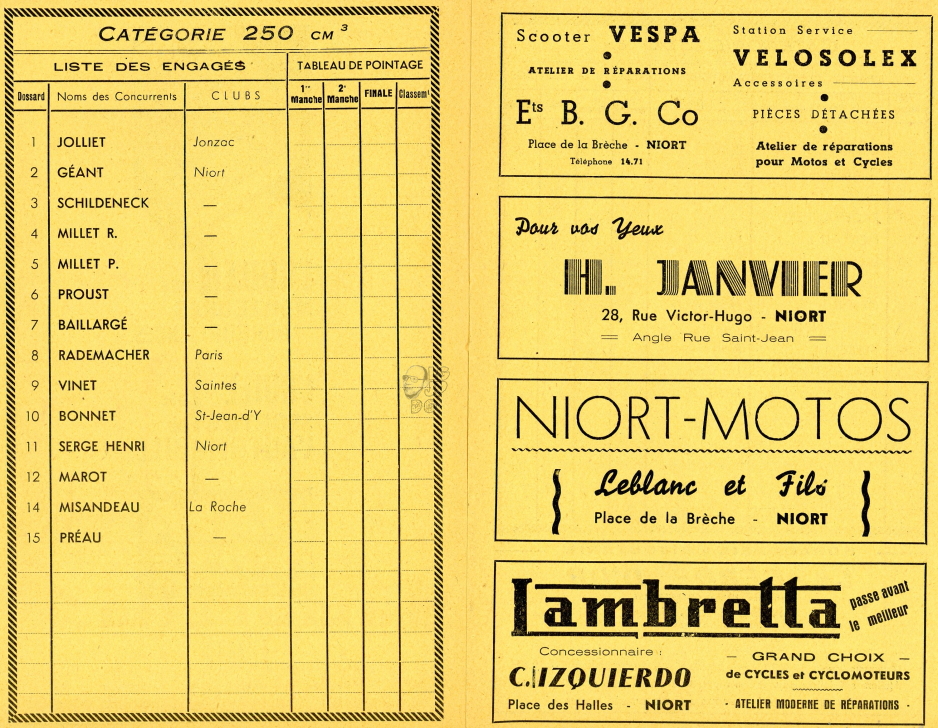 CATÉGORIE 250 CM³
LISTE DES ENGAGÉS TABLEAU DE POINTAGE
Dossard Noms des Concurrents CLUBS 1re Manche 2e Manche FINALE Classemt
1 JOLLIET Jonzac
2 GÉANT Niort
3 SCHILDENECK —
4 MILLET R. —
5 MILLET P. —
6 PROUST —
7 BAILLARGÉ —
8 RADEMACHER Paris
9 VINET Saintes
10 BONNET St-Jean-d'Y
11 SERGE HENRI Niort
12 MAROT —
14 MISANDEAU La Roche
15 PRÉAU —
Scooter VESPA
ATELIER DE RÉPARATIONS
Ets B. G. Co
Place de la Brèche - NIORT
Téléphone 14.71
Station Service
VELOSOLEX
Accessoires
PIÈCES DÉTACHÉES
Atelier de réparations
pour Motos et Cycles
Pour vos Yeux
H. JANVIER
28, Rue Victor-Hugo - NIORT
Angle Rue Saint-Jean
NIORT-MOTOS
Leblanc et Fils
Place de la Brèche - NIORT
Lambretta
passe avant
le meilleur
Concessionnaire :
C. IZQUIERDO
Place des Halles - NIORT
— GRAND CHOIX —
de CYCLES et CYCLOMOTEURS
· ATELIER MODERNE DE RÉPARATIONS ·